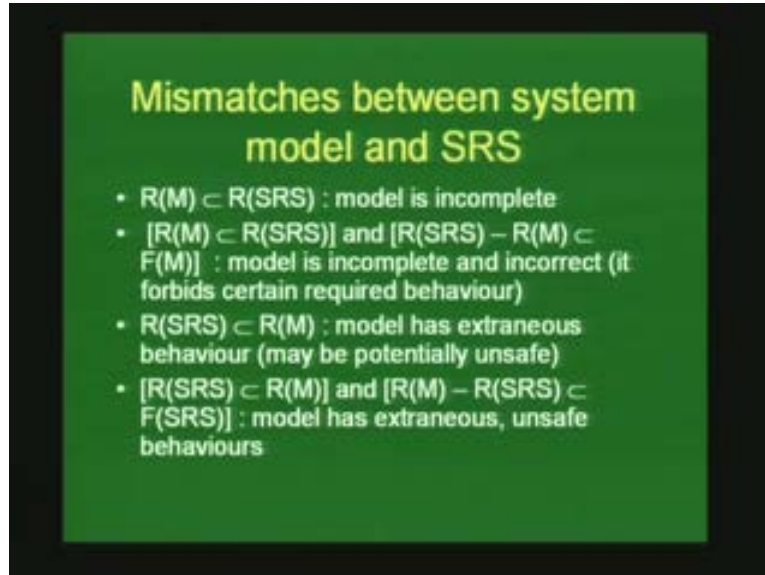 Mismatches between system
model and SRS
• R(M) ⊂ R(SRS) : model is incomplete
• [R(M) ⊂ R(SRS)] and [R(SRS) – R(M) ⊂
F(M)] : model is incomplete and incorrect (it
forbids certain required behaviour)
• R(SRS) ⊂ R(M) : model has extraneous
behaviour (may be potentially unsafe)
• [R(SRS) ⊂ R(M)] and [R(M) – R(SRS) ⊂
F(SRS)] : model has extraneous, unsafe
behaviours